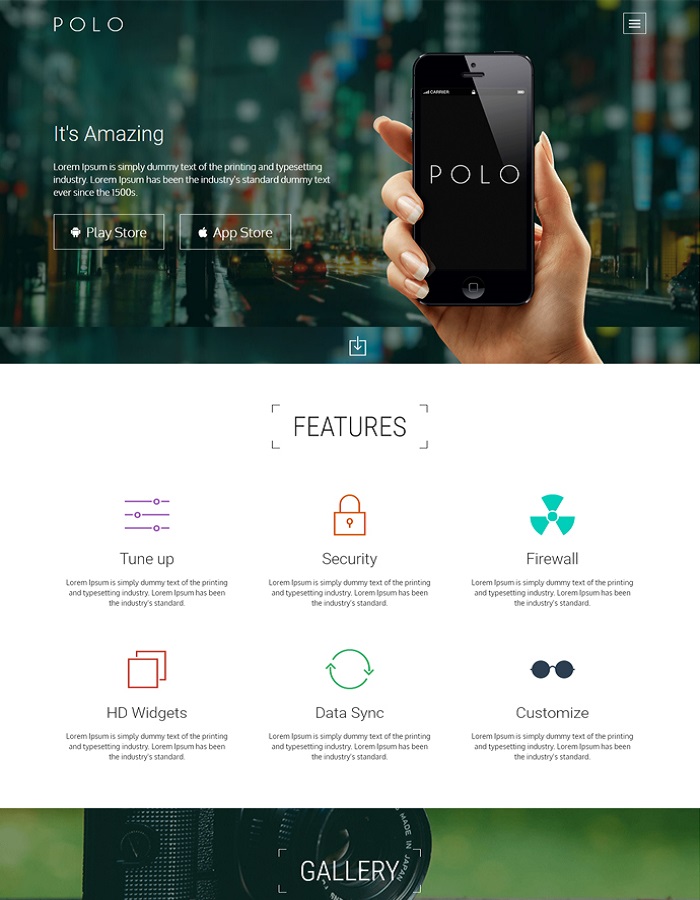 POLO
It's Amazing
Lorem Ipsum is simply dummy text of the printing and typesetting
industry. Lorem Ipsum has been the industry's standard dummy text
ever since the 1500s.
Play Store App Store
CARRIER
POLO
FEATURES
Tune up
Lorem Ipsum is simply dummy text of the printing
and typesetting industry. Lorem Ipsum has been
the industry's standard.
Security
Lorem Ipsum is simply dummy text of the printing
and typesetting industry. Lorem Ipsum has been
the industry's standard.
Firewall
Lorem Ipsum is simply dummy text of the printing
and typesetting industry. Lorem Ipsum has been
the industry's standard.
HD Widgets
Lorem Ipsum is simply dummy text of the printing
and typesetting industry. Lorem Ipsum has been
the industry's standard.
Data Sync
Lorem Ipsum is simply dummy text of the printing
and typesetting industry. Lorem Ipsum has been
the industry's standard.
Customize
Lorem Ipsum is simply dummy text of the printing
and typesetting industry. Lorem Ipsum has been
the industry's standard.
MADE IN JAPAN
GALLERY